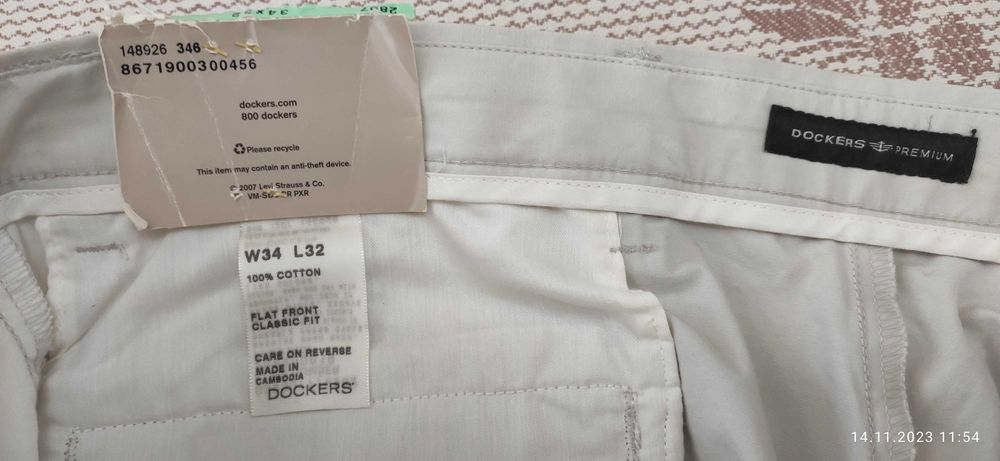 34X32
148926 346
8671900300456
dockers.com
800 dockers
Please recycle
This item may contain an anti-theft device.
© 2007 Levi Strauss & Co.
PXR
DOCKERS PREMIUM
W34 L32
100% COTTON
FLAT FRONT
CLASSIC FIT
CARE ON REVERSE
MADE IN
CAMBODIA
DOCKERS®
14.11.2023 11:54